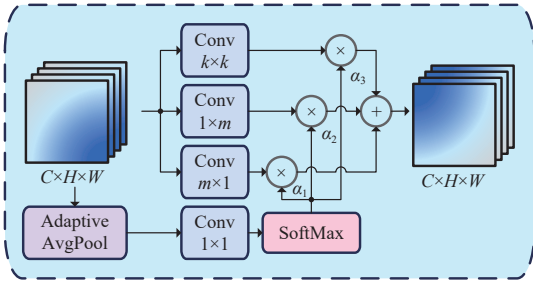 Conv
k×k
×
α₃
Conv
1×m
×
α₂
+
Conv
m×1
×
α₁
C×H×W
C×H×W
Adaptive
AvgPool
Conv
1×1
SoftMax